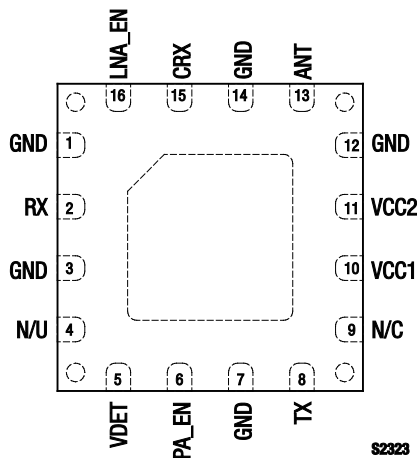 LNA_EN
CRX
GND
ANT
16
15
14
13
GND 1
12 GND
RX 2
11 VCC2
GND 3
10 VCC1
N/U 4
9 N/C
5
6
7
8
VDET
PA_EN
GND
TX
S2323